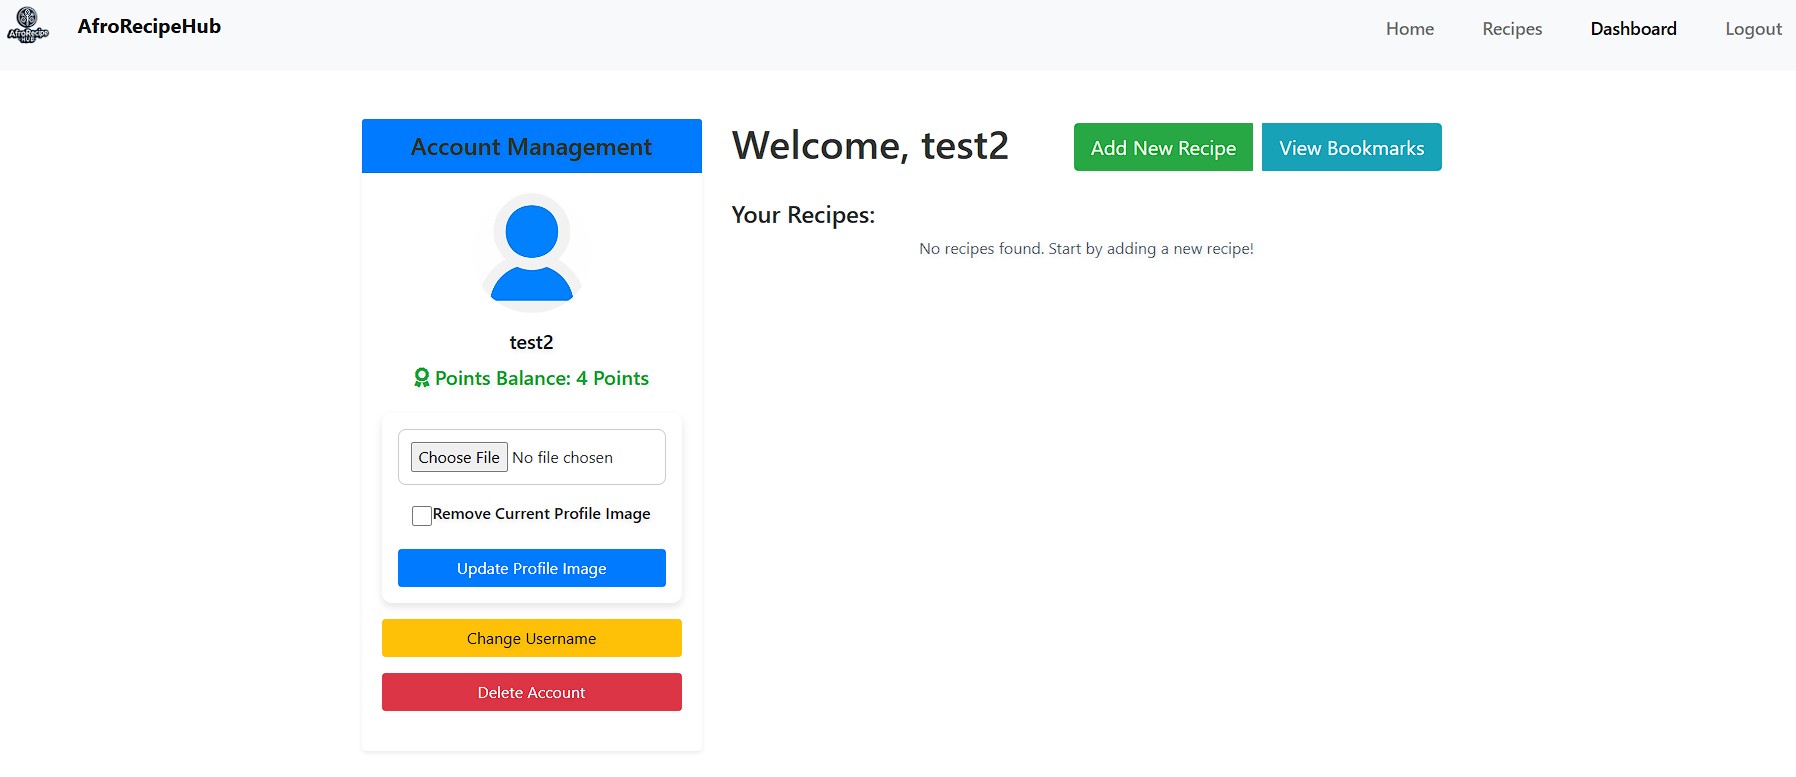 AfroRecipe
HUB
AfroRecipeHub
Home
Recipes
Dashboard
Logout
Account Management
test2
Points Balance: 4 Points
Choose File No file chosen
Remove Current Profile Image
Update Profile Image
Change Username
Delete Account
Welcome, test2
Add New Recipe
View Bookmarks
Your Recipes:
No recipes found. Start by adding a new recipe!